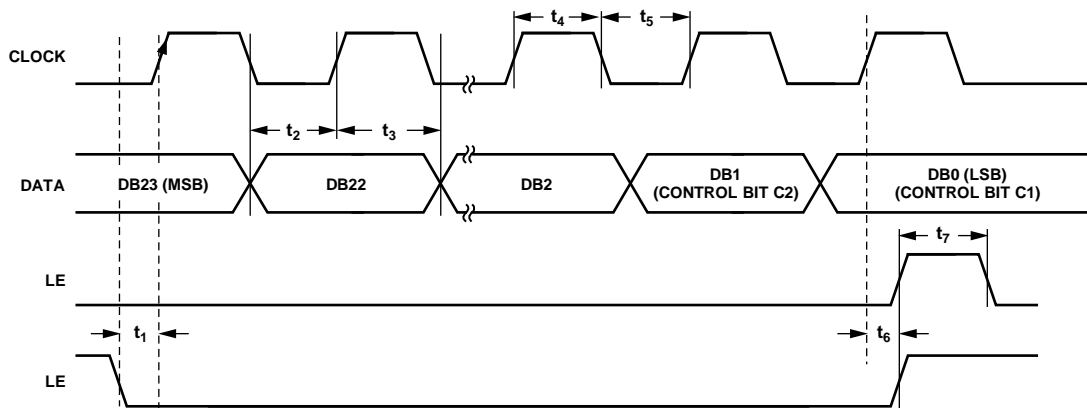 CLOCK
t4
t5
t2
t3
DATA
DB23 (MSB)
DB22
DB2
DB1
(CONTROL BIT C2)
DB0 (LSB)
(CONTROL BIT C1)
t7
LE
t1
t6
LE